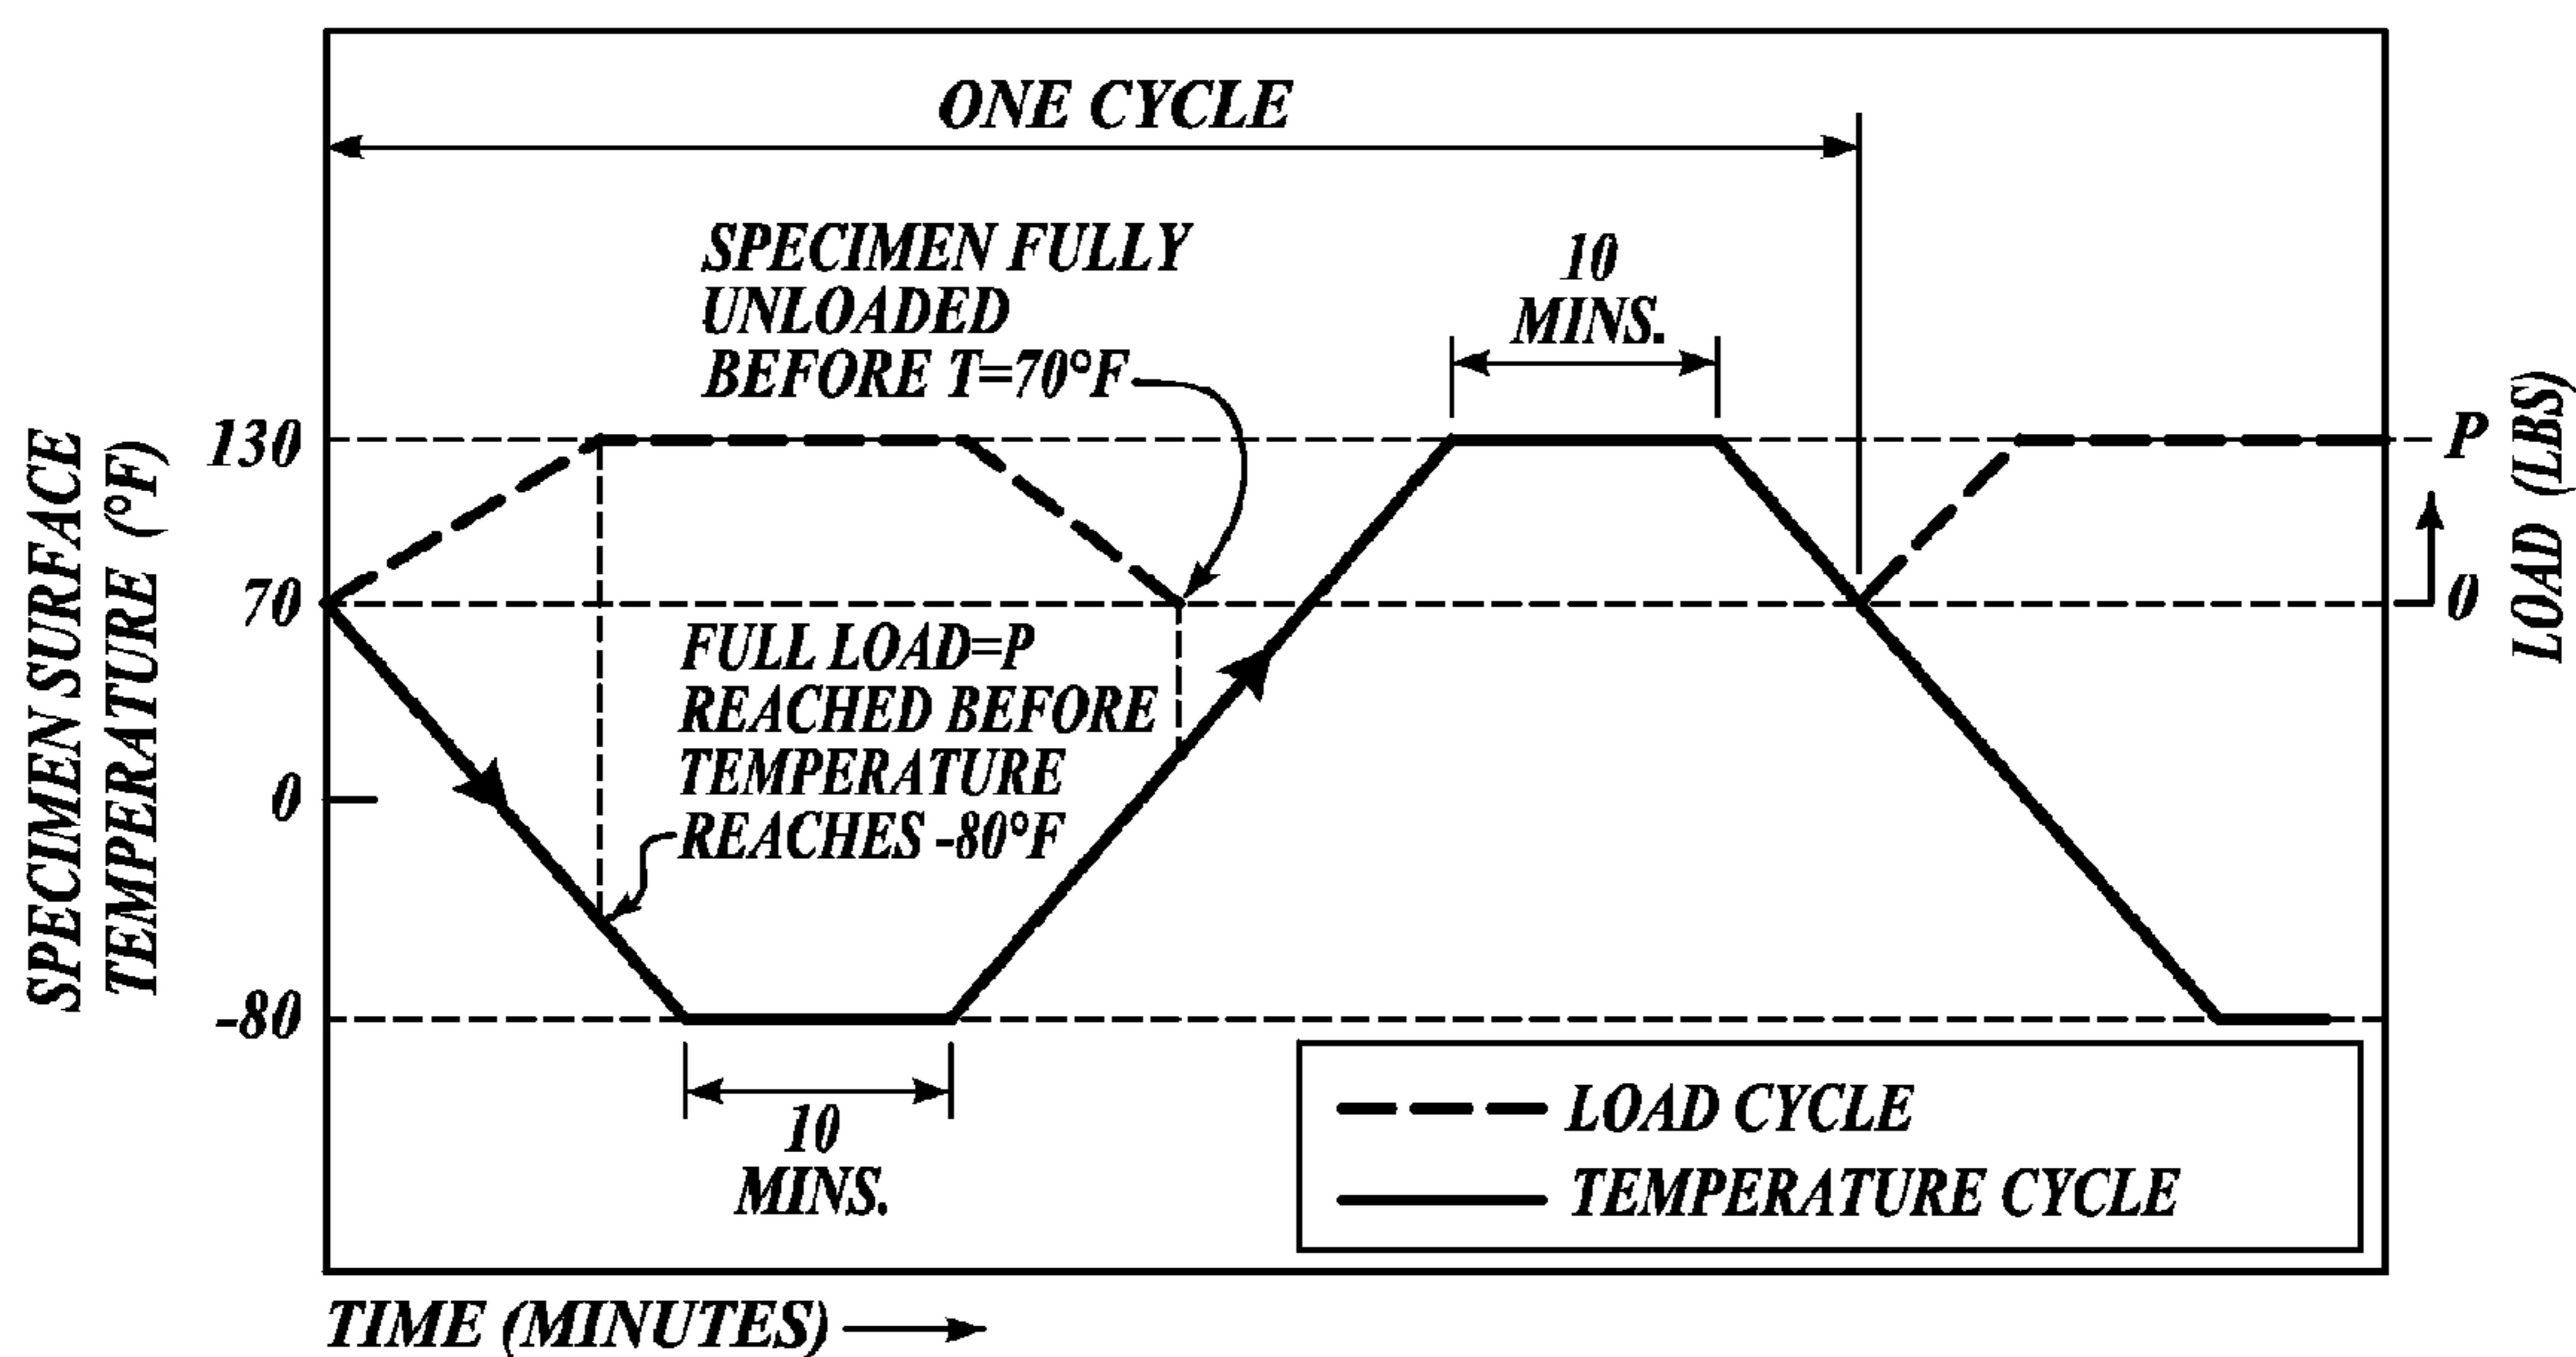 ONE CYCLE
SPECIMEN FULLY
UNLOADED
BEFORE T=70°F
10
MINS.
SPECIMEN SURFACE
TEMPERATURE (°F)
130
70
0
-80
FULL LOAD=P
REACHED BEFORE
TEMPERATURE
REACHES -80°F
P
0
LOAD (LBS)
10
MINS.
LOAD CYCLE
TEMPERATURE CYCLE
TIME (MINUTES)